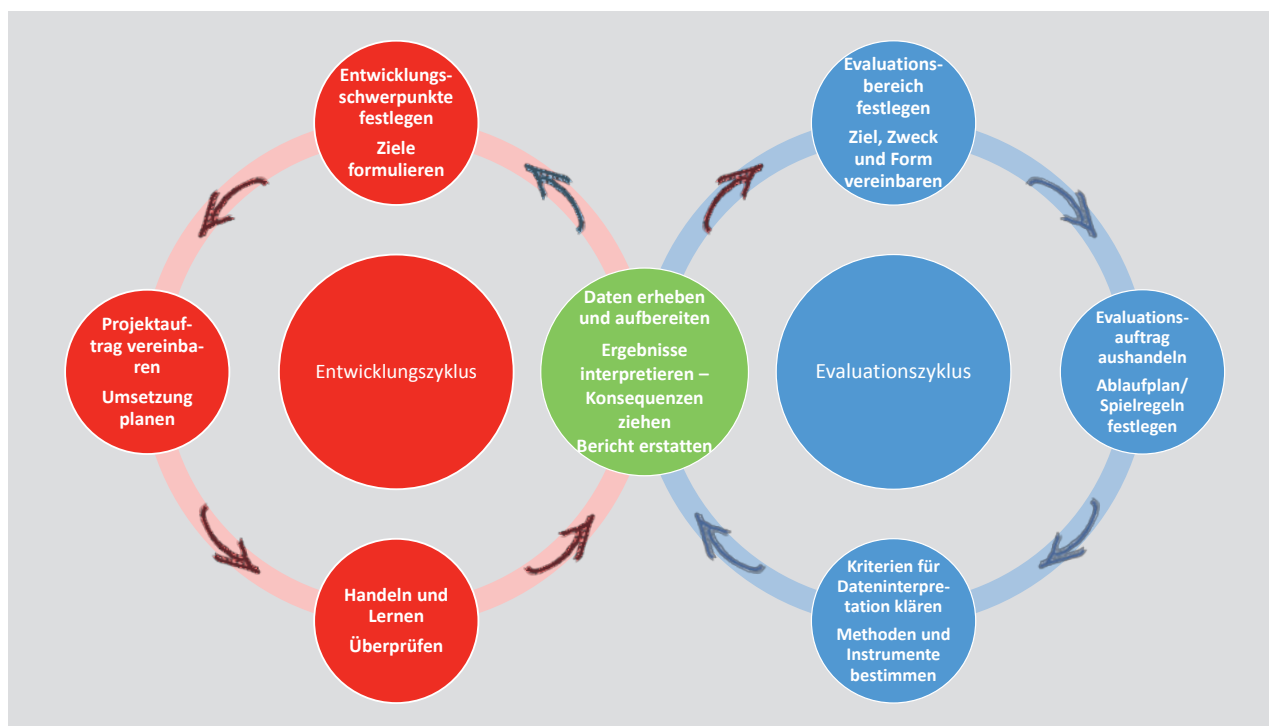 Entwicklungs-
schwerpunkte
festlegen
Ziele
formulieren
Evaluations-
bereich
festlegen
Ziel, Zweck
und Form
vereinbaren
Projektauf-
trag vereinba-
ren
Umsetzung
planen
Entwicklungszyklus
Daten erheben
und aufbereiten
Ergebnisse
interpretieren –
Konsequenzen
ziehen
Bericht erstatten
Evaluationszyklus
Evaluations-
auftrag
aushandeln
Ablaufplan/
Spielregeln
festlegen
Handeln und
Lernen
Überprüfen
Kriterien für
Dateninterpre-
tation klären
Methoden und
Instrumente
bestimmen